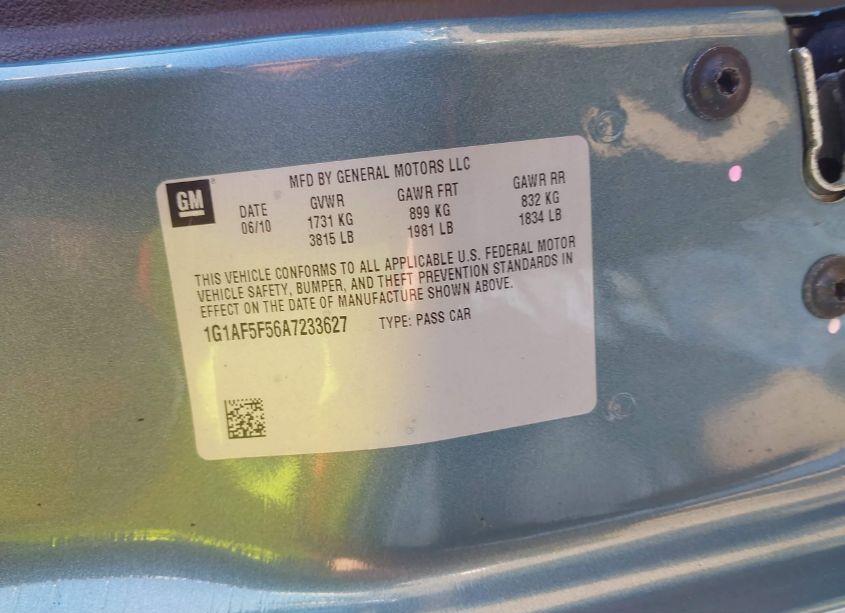 MFD BY GENERAL MOTORS LLC
GM
DATE GVWR GAWR FRT GAWR RR
06/10 1731 KG 899 KG 832 KG
3815 LB 1981 LB 1834 LB
THIS VEHICLE CONFORMS TO ALL APPLICABLE U.S. FEDERAL MOTOR
VEHICLE SAFETY, BUMPER, AND THEFT PREVENTION STANDARDS IN
EFFECT ON THE DATE OF MANUFACTURE SHOWN ABOVE.
1G1AF5F56A7233627 TYPE: PASS CAR